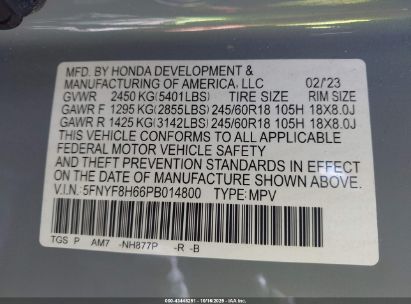 MFD. BY HONDA DEVELOPMENT &
MANUFACTURING OF AMERICA, LLC 02/'23
GVWR 2450 KG(5401LBS) TIRE SIZE RIM SIZE
GAWR F 1295 KG(2855LBS) 245/60R18 105H 18X8.0J
GAWR R 1425 KG(3142LBS) 245/60R18 105H 18X8.0J
THIS VEHICLE CONFORMS TO ALL APPLICABLE
FEDERAL MOTOR VEHICLE SAFETY
AND THEFT PREVENTION STANDARDS IN EFFECT
ON THE DATE OF MANUFACTURE SHOWN ABOVE.
V.I.N.:5FNYF8H66PB014800 TYPE:MPV
TGS P AM7 -NH877P -R -B